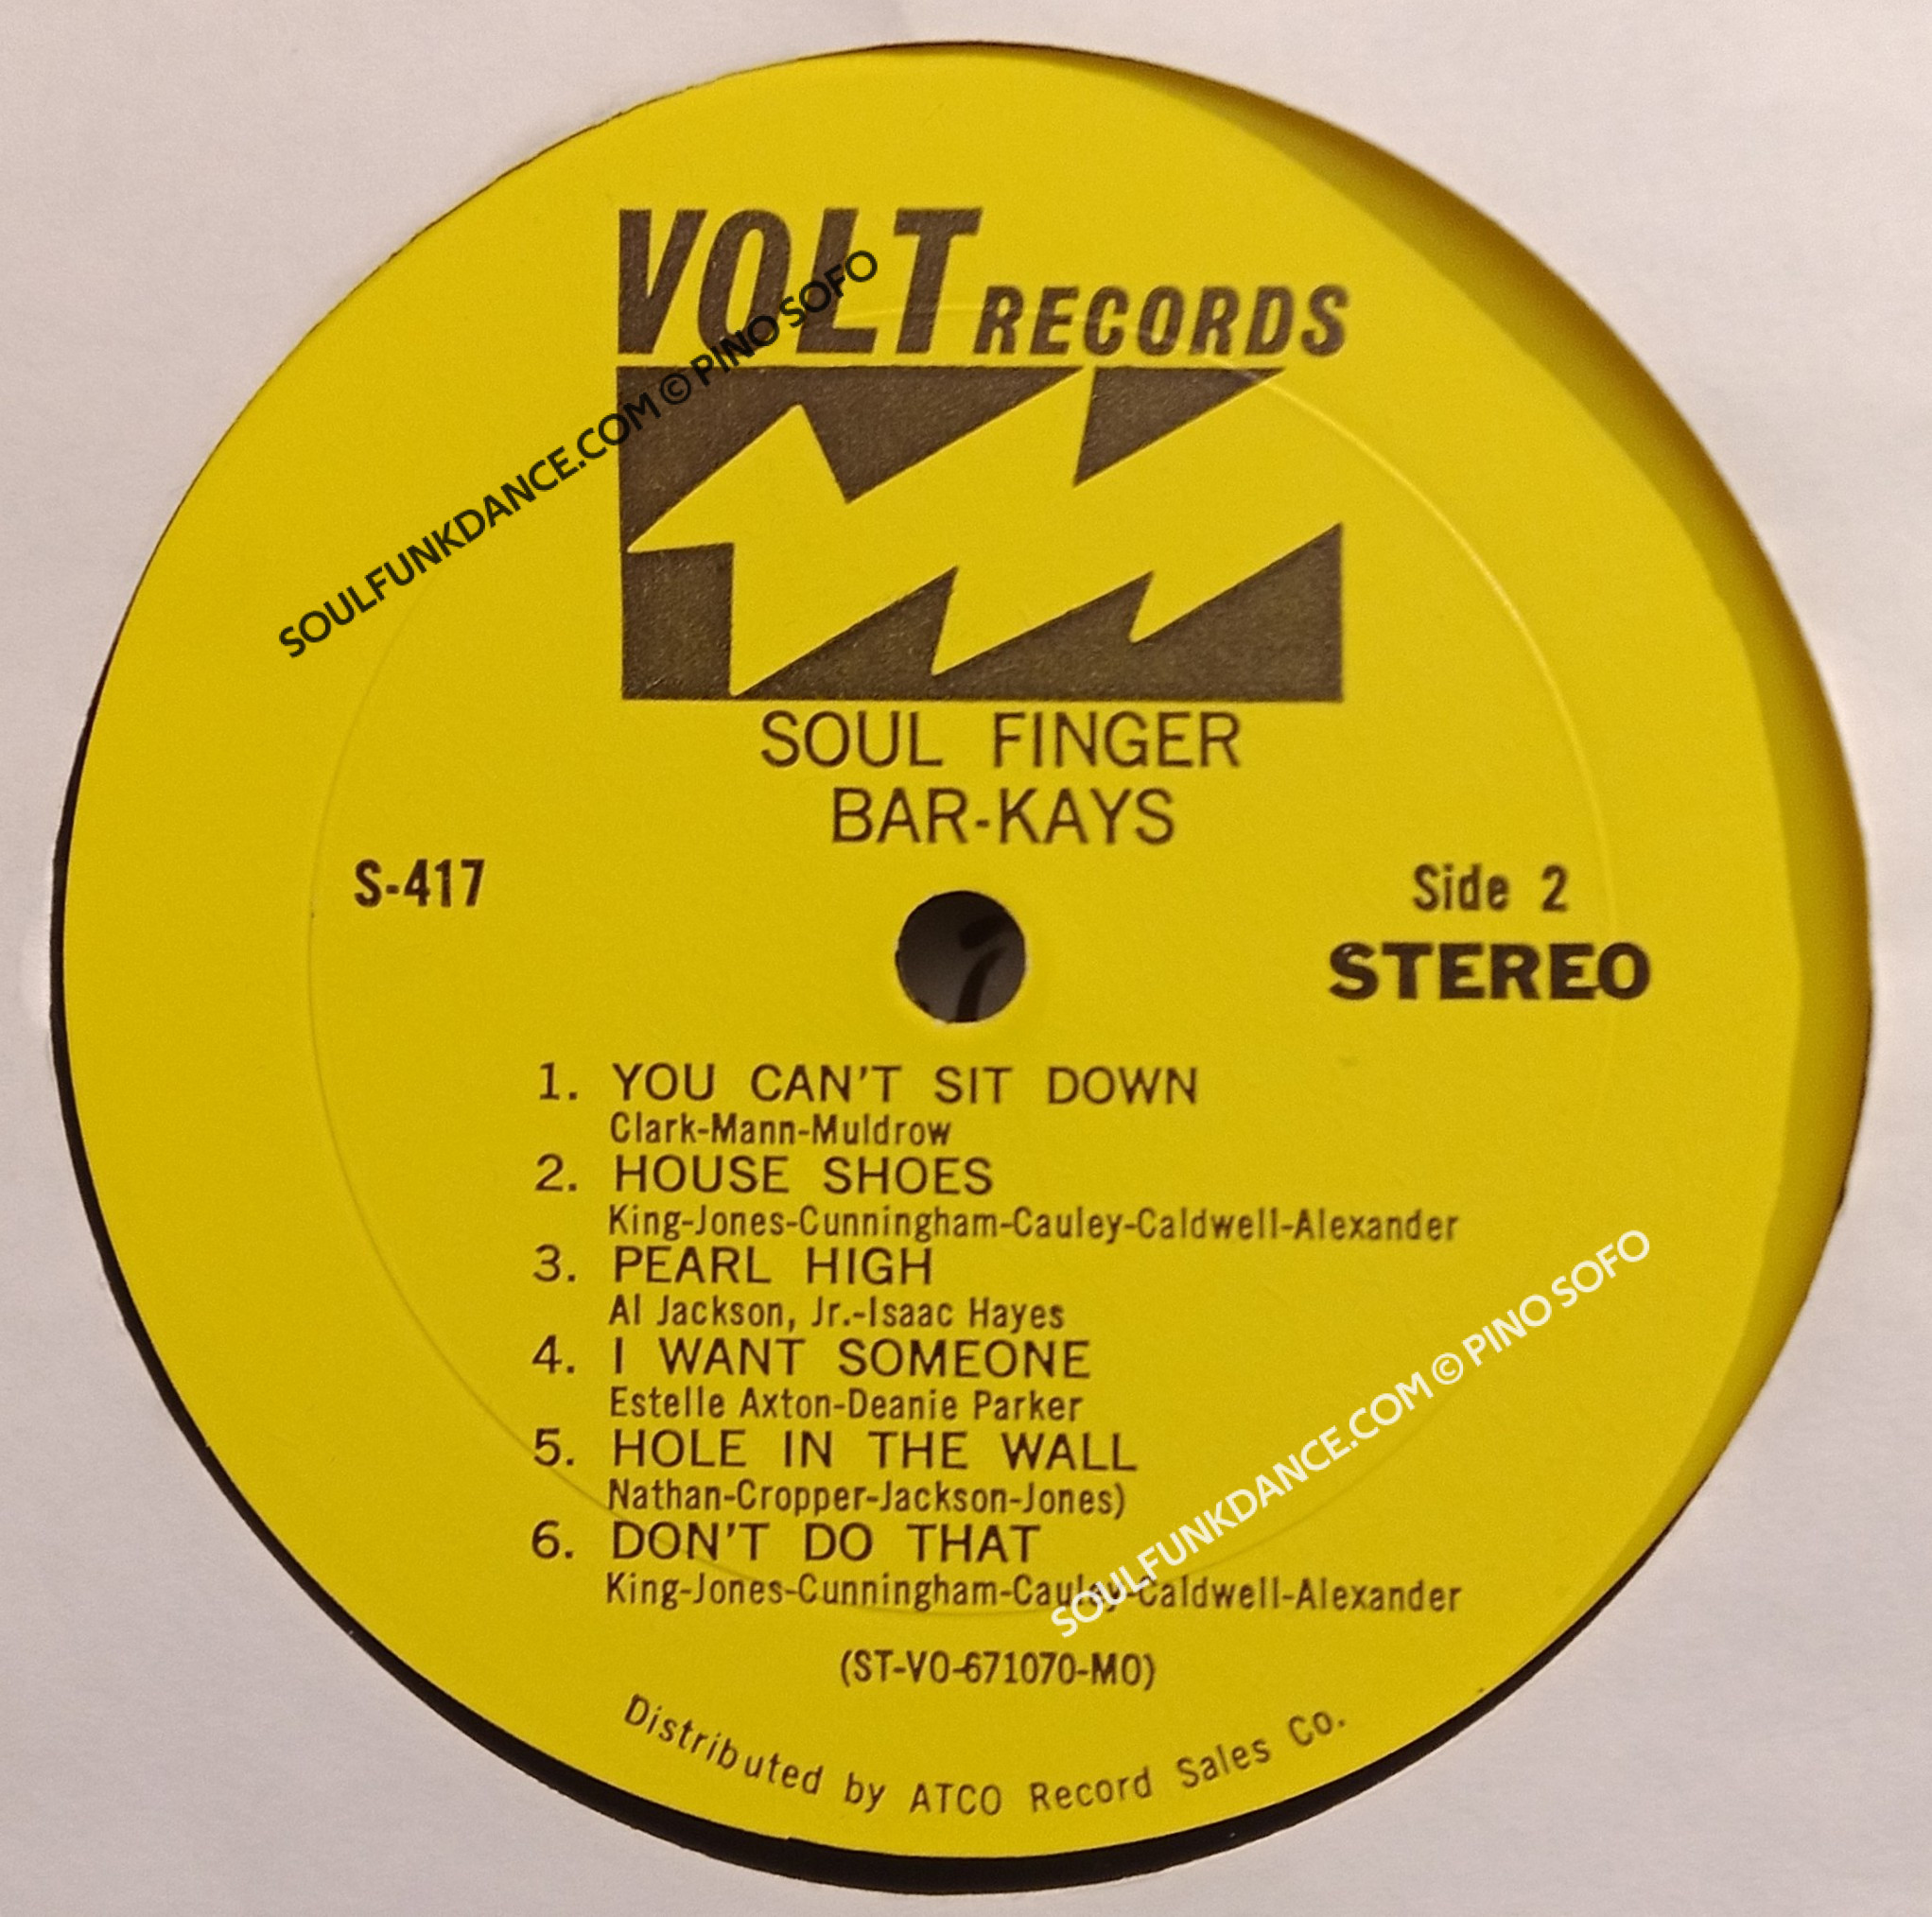 VOLT RECORDS
SOULFUNKDANCE.COM © PINO SOFO
SOUL FINGER
BAR-KAYS
S-417
Side 2
STEREO
1. YOU CAN'T SIT DOWN
Clark-Mann-Muldrow
2. HOUSE SHOES
King-Jones-Cunningham-Cauley-Caldwell-Alexander
3. PEARL HIGH
Al Jackson, Jr.-Isaac Hayes
4. I WANT SOMEONE
Estelle Axton-Deanie Parker
5. HOLE IN THE WALL
Nathan-Cropper-Jackson-Jones)
6. DON'T DO THAT
King-Jones-Cunningham-Cauley-Caldwell-Alexander
SOULFUNKDANCE.COM © PINO SOFO
(ST-VO-671070-MO)
Distributed by ATCO Record Sales Co.